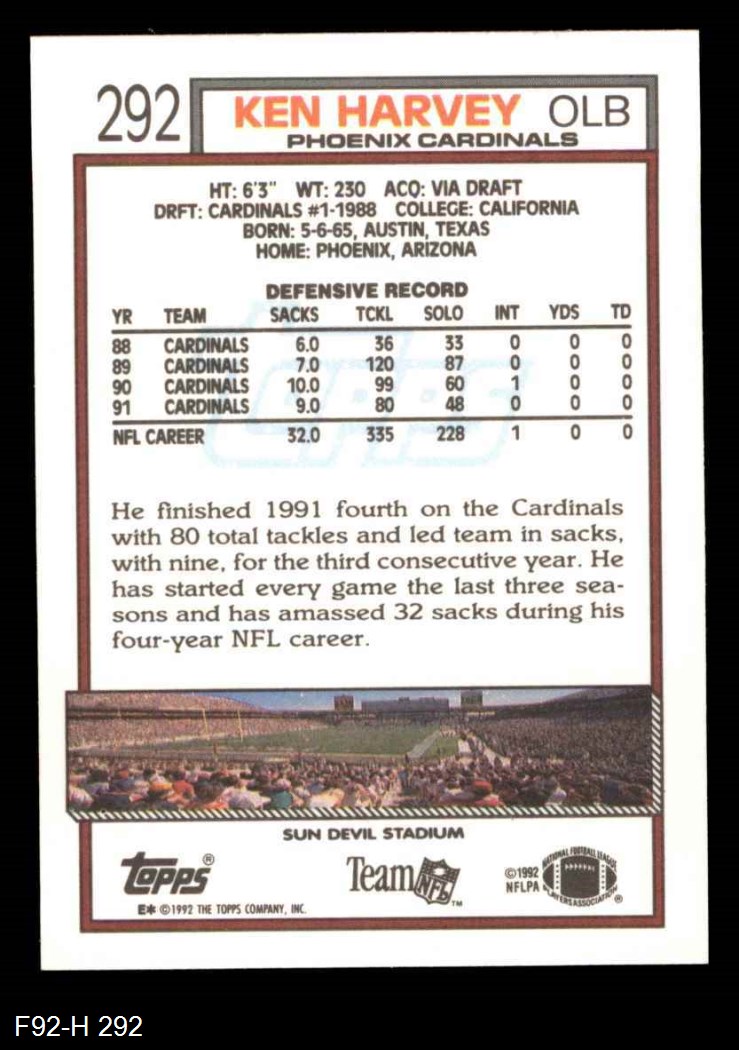 292 KEN HARVEY OLB
PHOENIX CARDINALS
HT: 6'3" WT: 230 ACQ: VIA DRAFT
DRFT: CARDINALS #1-1988 COLLEGE: CALIFORNIA
BORN: 5-6-65, AUSTIN, TEXAS
HOME: PHOENIX, ARIZONA
DEFENSIVE RECORD
YR TEAM SACKS TCKL SOLO INT YDS TD
88 CARDINALS 6.0 36 33 0 0 0
89 CARDINALS 7.0 120 87 0 0 0
90 CARDINALS 10.0 99 60 1 0 0
91 CARDINALS 9.0 80 48 0 0 0
NFL CAREER 32.0 335 228 1 0 0
TOPPS
He finished 1991 fourth on the Cardinals
with 80 total tackles and led team in sacks,
with nine, for the third consecutive year. He
has started every game the last three sea-
sons and has amassed 32 sacks during his
four-year NFL career.
SUN DEVIL STADIUM
topps®
Team NFL™
©1992
NFLPA
NATIONAL FOOTBALL LEAGUE
PLAYERS ASSOCIATION ®
E* ©1992 THE TOPPS COMPANY, INC.
F92-H 292